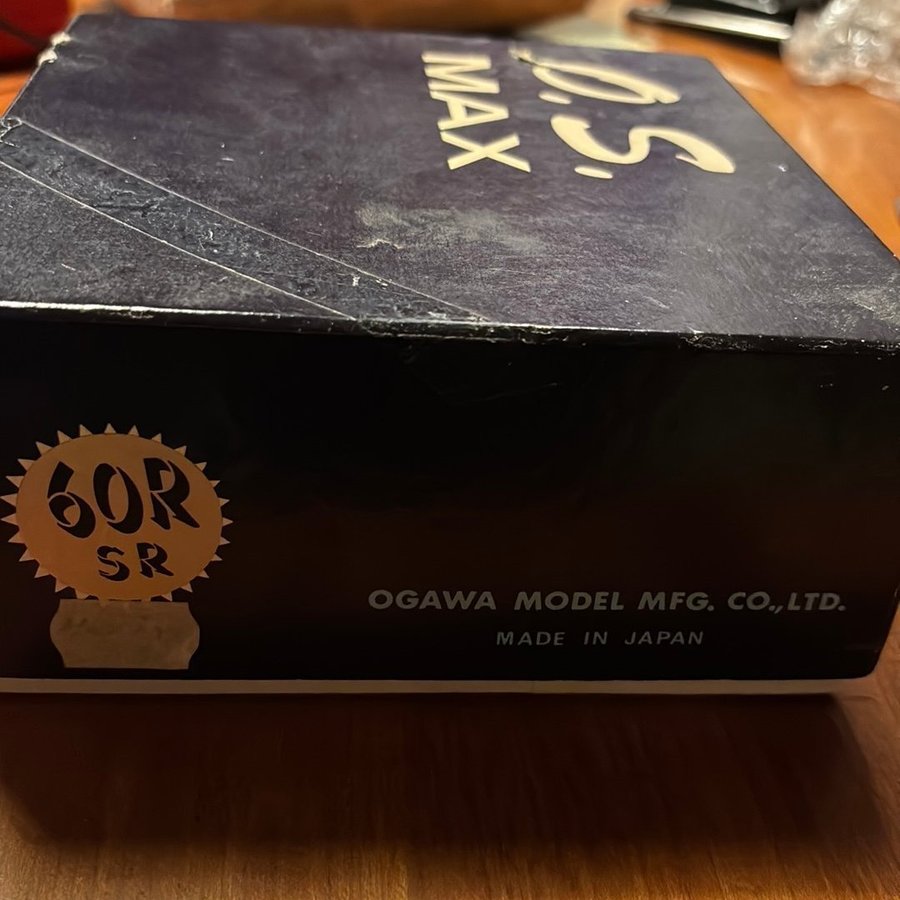 O.S.
MAX
60R
SR
OGAWA MODEL MFG. CO.,LTD.
MADE IN JAPAN